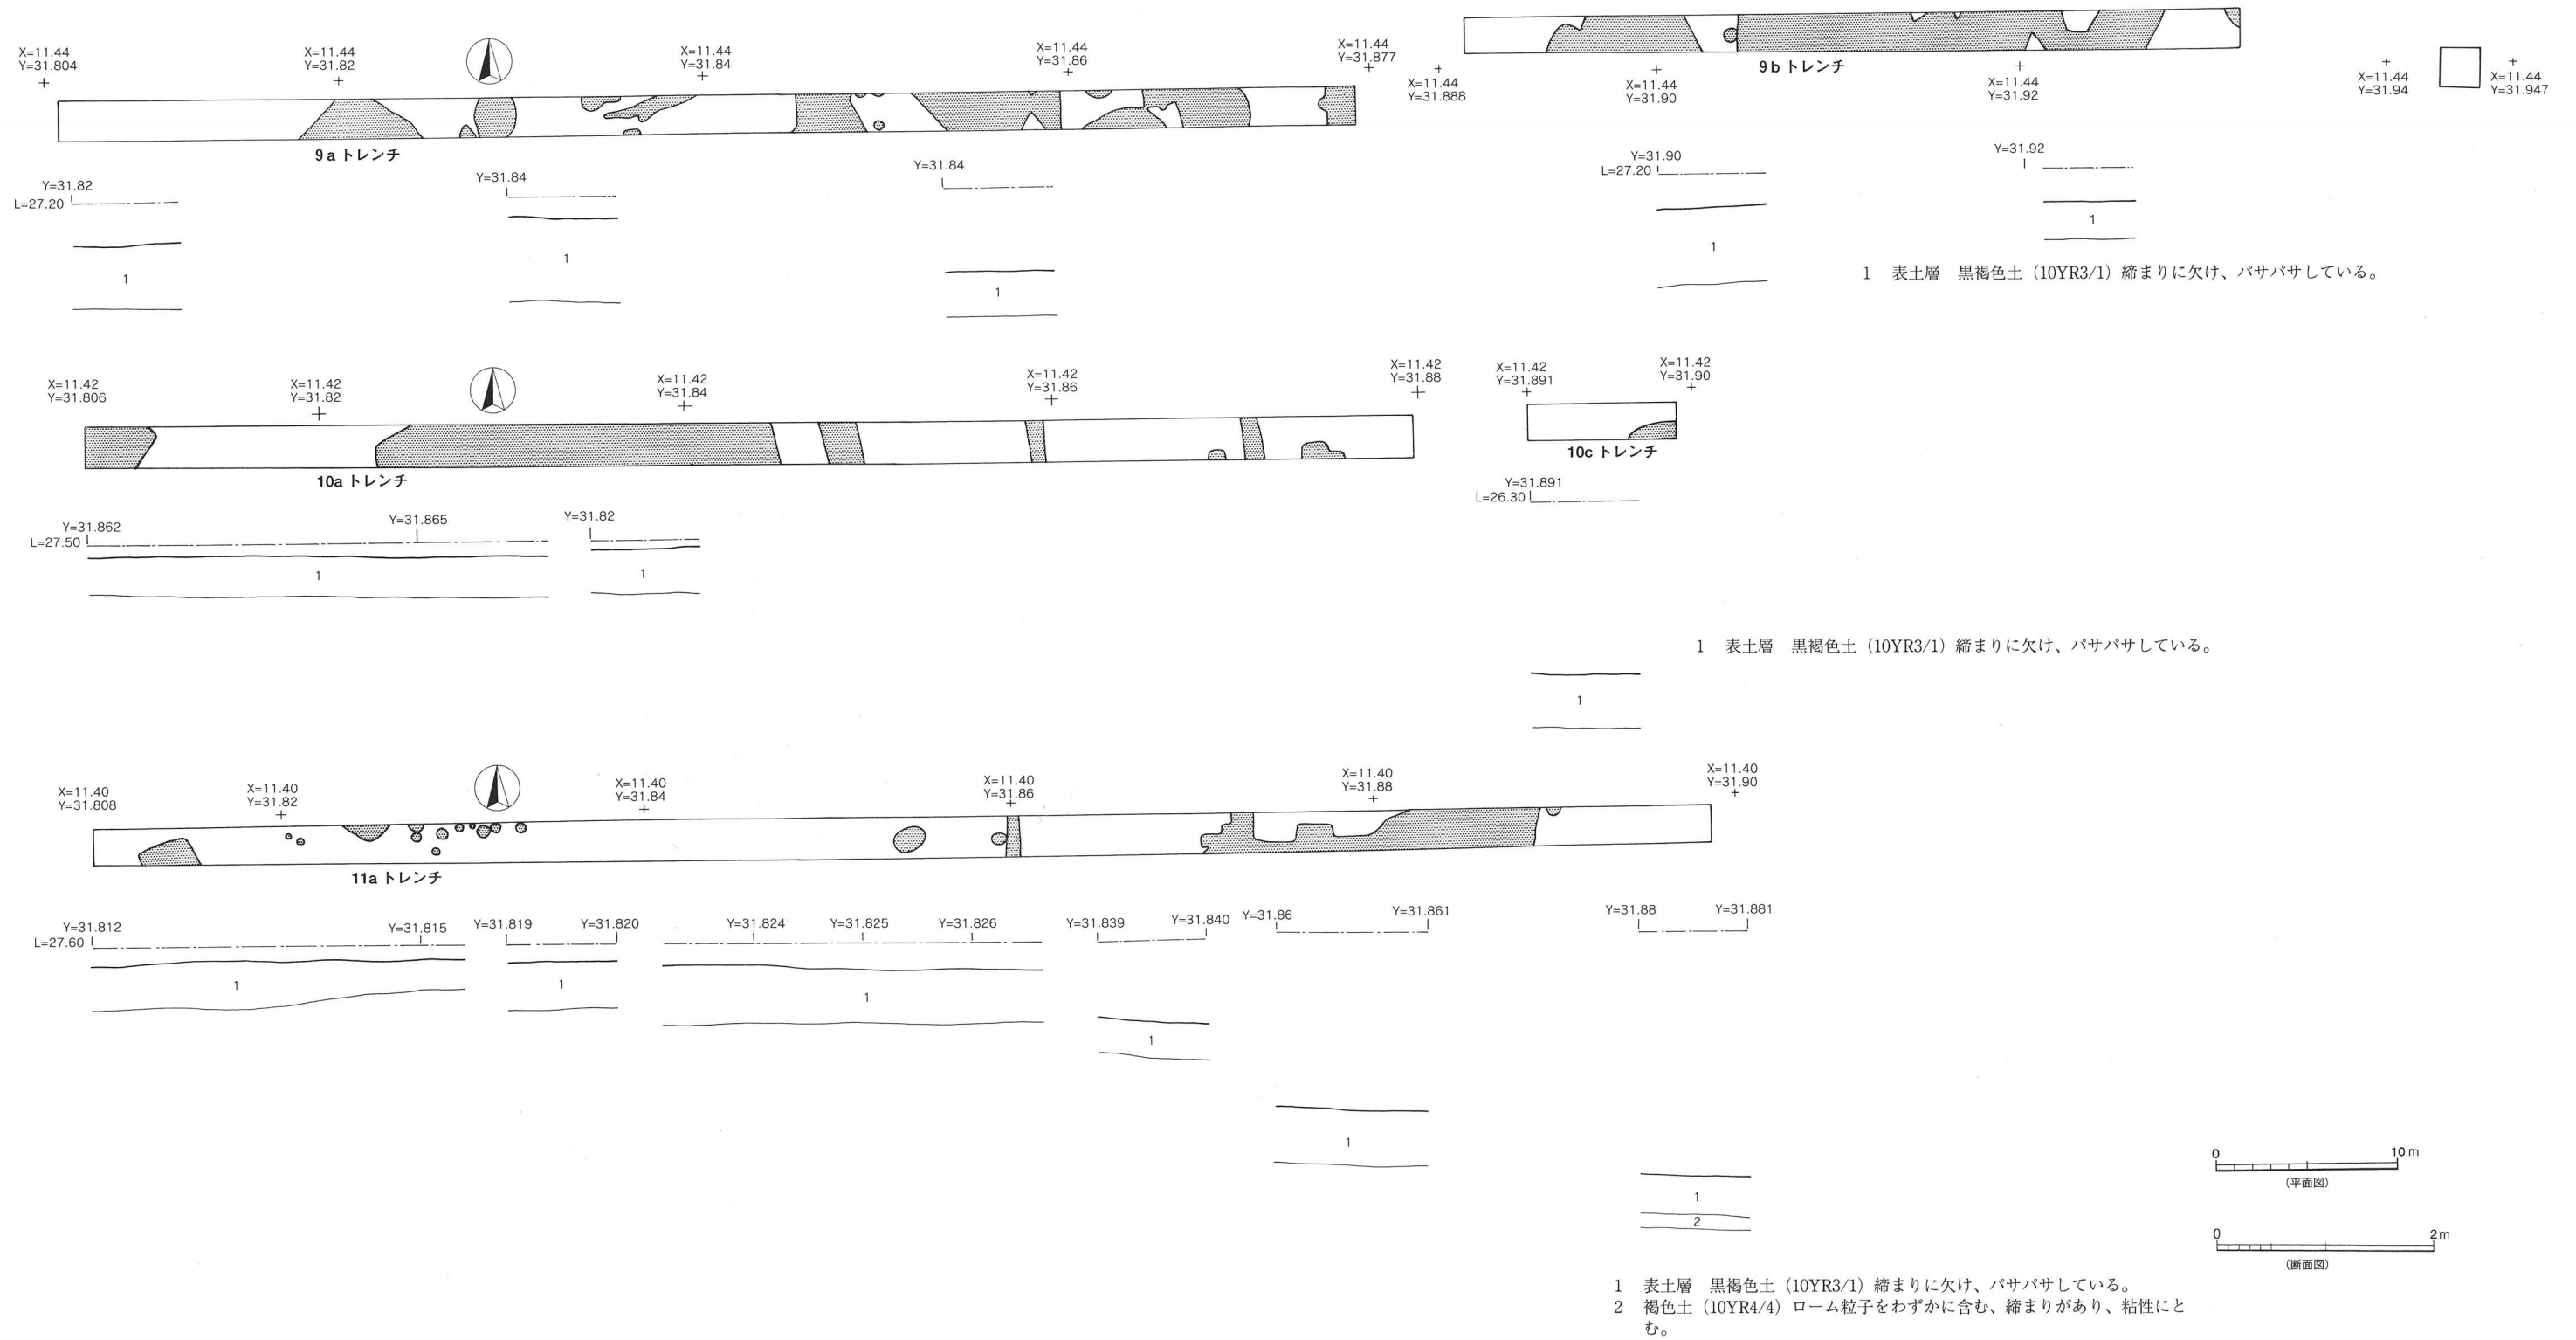 X=11.44
Y=31.804
X=11.44
Y=31.82
X=11.44
Y=31.84
X=11.44
Y=31.86
X=11.44
Y=31.877
9a トレンチ
X=11.44
Y=31.888
X=11.44
Y=31.90
9b トレンチ
X=11.44
Y=31.92
X=11.44
Y=31.94
X=11.44
Y=31.947
Y=31.82
L=27.20
1
Y=31.84
1
Y=31.84
1
Y=31.90
L=27.20
1
Y=31.92
1
1 表土層 黒褐色土（10YR3/1）締まりに欠け、パサパサしている。
X=11.42
Y=31.806
X=11.42
Y=31.82
X=11.42
Y=31.84
X=11.42
Y=31.86
X=11.42
Y=31.88
10a トレンチ
X=11.42
Y=31.891
X=11.42
Y=31.90
10c トレンチ
Y=31.862
L=27.50
Y=31.865
1
Y=31.82
1
Y=31.891
L=26.30
1
1 表土層 黒褐色土（10YR3/1）締まりに欠け、パサパサしている。
X=11.40
Y=31.808
X=11.40
Y=31.82
X=11.40
Y=31.84
X=11.40
Y=31.86
X=11.40
Y=31.88
X=11.40
Y=31.90
11a トレンチ
Y=31.812
L=27.60
Y=31.815
1
Y=31.819
Y=31.820
1
Y=31.824
Y=31.825
Y=31.826
1
Y=31.839
Y=31.840
1
Y=31.86
Y=31.861
1
Y=31.88
Y=31.881
1
2
0 10m
（平面図）
0 2m
（断面図）
1 表土層 黒褐色土（10YR3/1）締まりに欠け、パサパサしている。
2 褐色土（10YR4/4）ローム粒子をわずかに含む、締まりがあり、粘性にと
む。